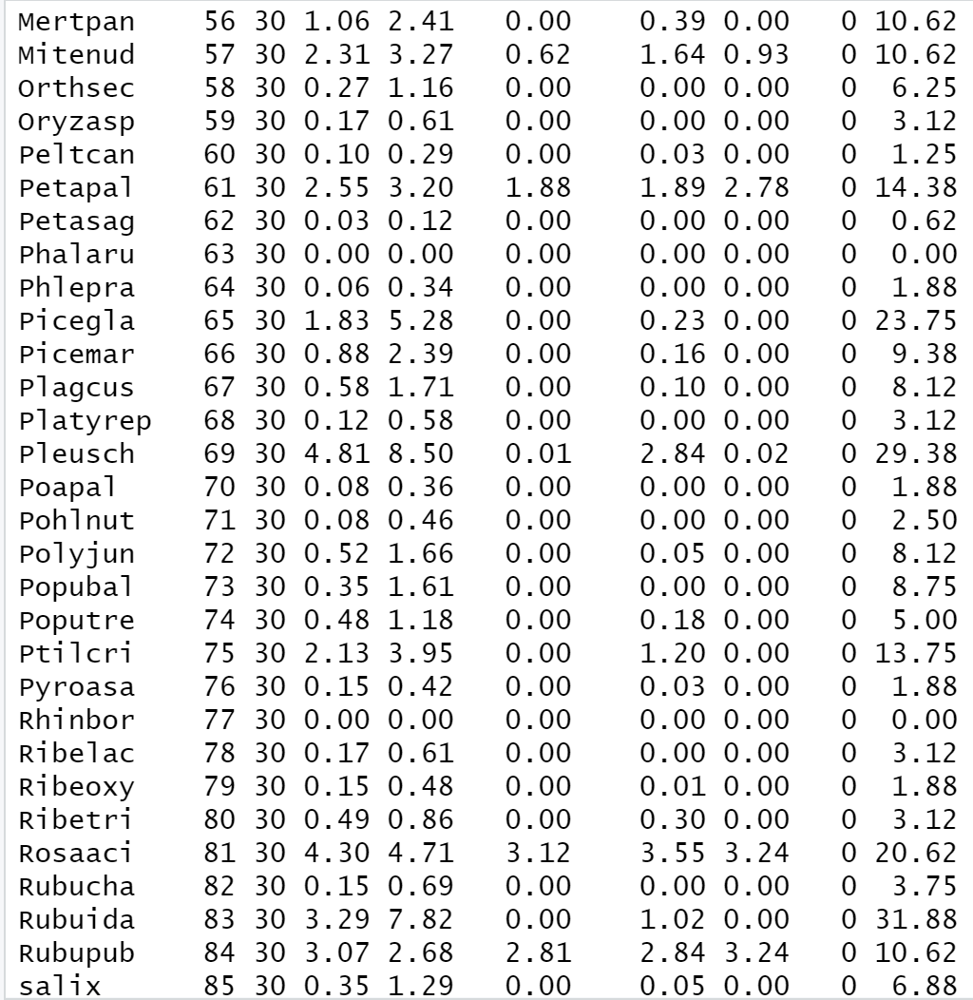 Mertpan 56 30 1.06 2.41 0.00 0.39 0.00 0 10.62
Mitenud 57 30 2.31 3.27 0.62 1.64 0.93 0 10.62
Orthsec 58 30 0.27 1.16 0.00 0.00 0.00 0 6.25
Oryzasp 59 30 0.17 0.61 0.00 0.00 0.00 0 3.12
Peltcan 60 30 0.10 0.29 0.00 0.03 0.00 0 1.25
Petapal 61 30 2.55 3.20 1.88 1.89 2.78 0 14.38
Petasag 62 30 0.03 0.12 0.00 0.00 0.00 0 0.62
Phalaru 63 30 0.00 0.00 0.00 0.00 0.00 0 0.00
Phlepra 64 30 0.06 0.34 0.00 0.00 0.00 0 1.88
Picegla 65 30 1.83 5.28 0.00 0.23 0.00 0 23.75
Picemar 66 30 0.88 2.39 0.00 0.16 0.00 0 9.38
Plagcus 67 30 0.58 1.71 0.00 0.10 0.00 0 8.12
Platyrep 68 30 0.12 0.58 0.00 0.00 0.00 0 3.12
Pleusch 69 30 4.81 8.50 0.01 2.84 0.02 0 29.38
Poapal 70 30 0.08 0.36 0.00 0.00 0.00 0 1.88
Pohlnut 71 30 0.08 0.46 0.00 0.00 0.00 0 2.50
Polyjun 72 30 0.52 1.66 0.00 0.05 0.00 0 8.12
Popubal 73 30 0.35 1.61 0.00 0.00 0.00 0 8.75
Poputre 74 30 0.48 1.18 0.00 0.18 0.00 0 5.00
Ptilcri 75 30 2.13 3.95 0.00 1.20 0.00 0 13.75
Pyroasa 76 30 0.15 0.42 0.00 0.03 0.00 0 1.88
Rhinbor 77 30 0.00 0.00 0.00 0.00 0.00 0 0.00
Ribelac 78 30 0.17 0.61 0.00 0.00 0.00 0 3.12
Ribeoxy 79 30 0.15 0.48 0.00 0.01 0.00 0 1.88
Ribetri 80 30 0.49 0.86 0.00 0.30 0.00 0 3.12
Rosaaci 81 30 4.30 4.71 3.12 3.55 3.24 0 20.62
Rubucha 82 30 0.15 0.69 0.00 0.00 0.00 0 3.75
Rubuida 83 30 3.29 7.82 0.00 1.02 0.00 0 31.88
Rubupub 84 30 3.07 2.68 2.81 2.84 3.24 0 10.62
salix 85 30 0.35 1.29 0.00 0.05 0.00 0 6.88